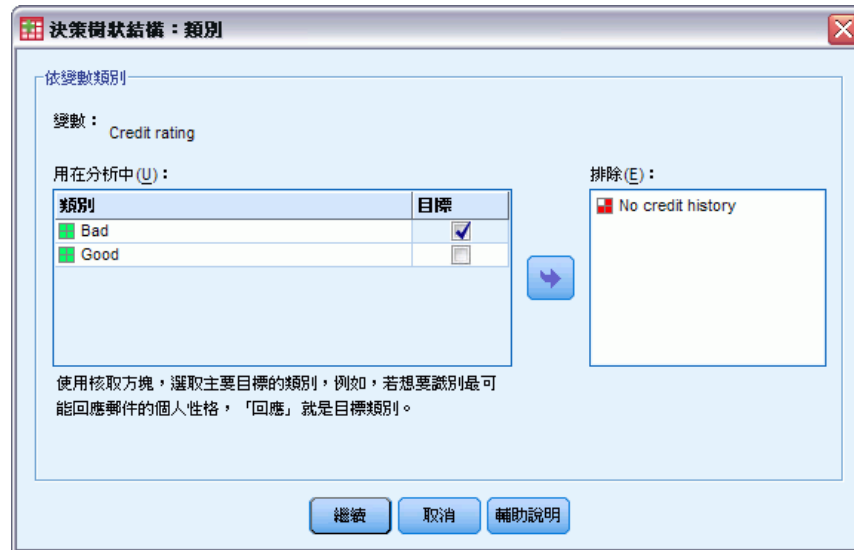 決策樹狀結構：類別
依變數類別
變數：
Credit rating
用在分析中(U)：
類別 目標
Bad
Good
排除(E)：
No credit history
使用核取方塊，選取主要目標的類別，例如，若想要識別最可
能回應郵件的個人性格，「回應」就是目標類別。
繼續 取消 輔助說明